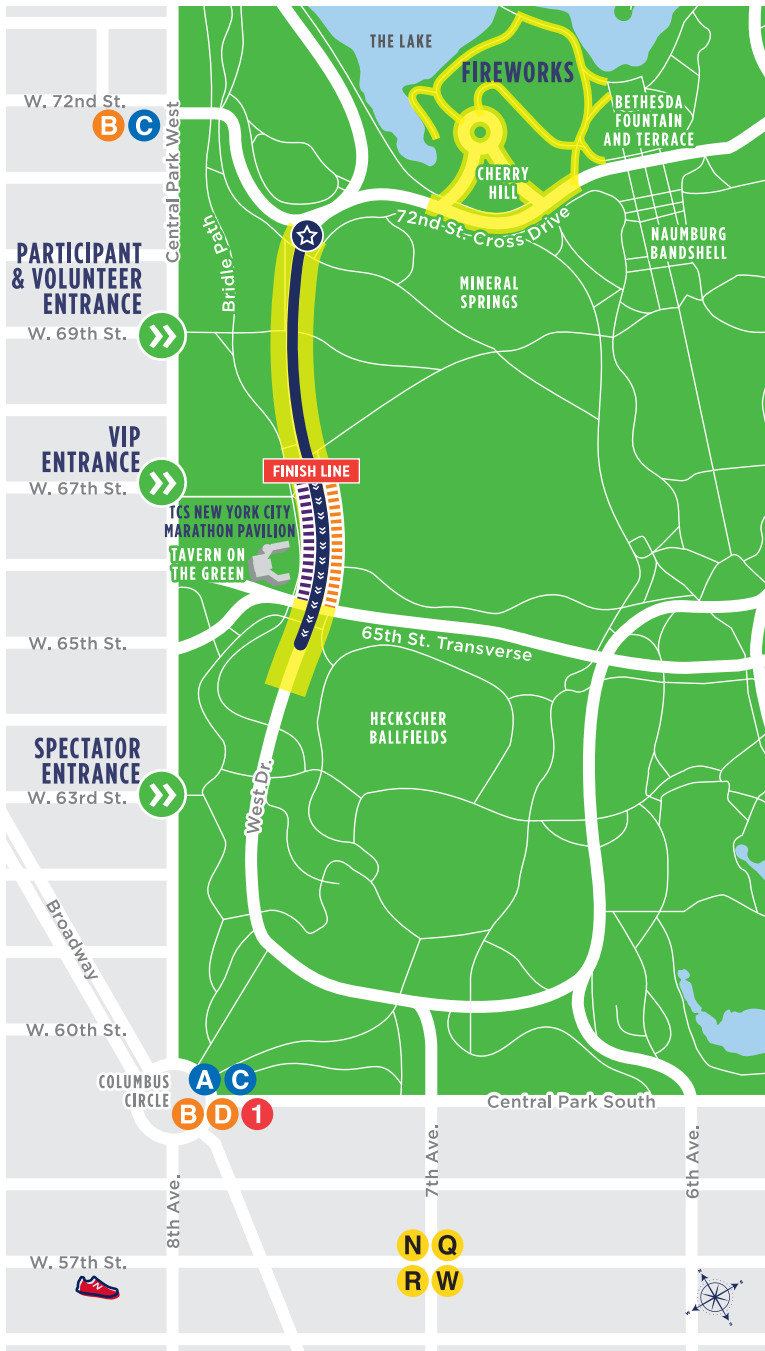 THE LAKE
FIREWORKS
W. 72nd St.
B C
Central Park West
BETHESDA
FOUNTAIN
AND TERRACE
CHERRY
HILL
72nd St. Cross Drive
Bridle Path
NAUMBURG
BANDSHELL
PARTICIPANT
& VOLUNTEER
ENTRANCE
MINERAL
SPRINGS
W. 69th St.
VIP
ENTRANCE
FINISH LINE
W. 67th St.
TCS NEW YORK CITY
MARATHON PAVILION
TAVERN ON
THE GREEN
W. 65th St.
65th St. Transverse
HECKSCHER
BALLFIELDS
SPECTATOR
ENTRANCE
W. 63rd St.
West Dr.
Broadway
W. 60th St.
COLUMBUS
CIRCLE
A C
B D 1
Central Park South
8th Ave.
7th Ave.
6th Ave.
N Q
R W
W. 57th St.